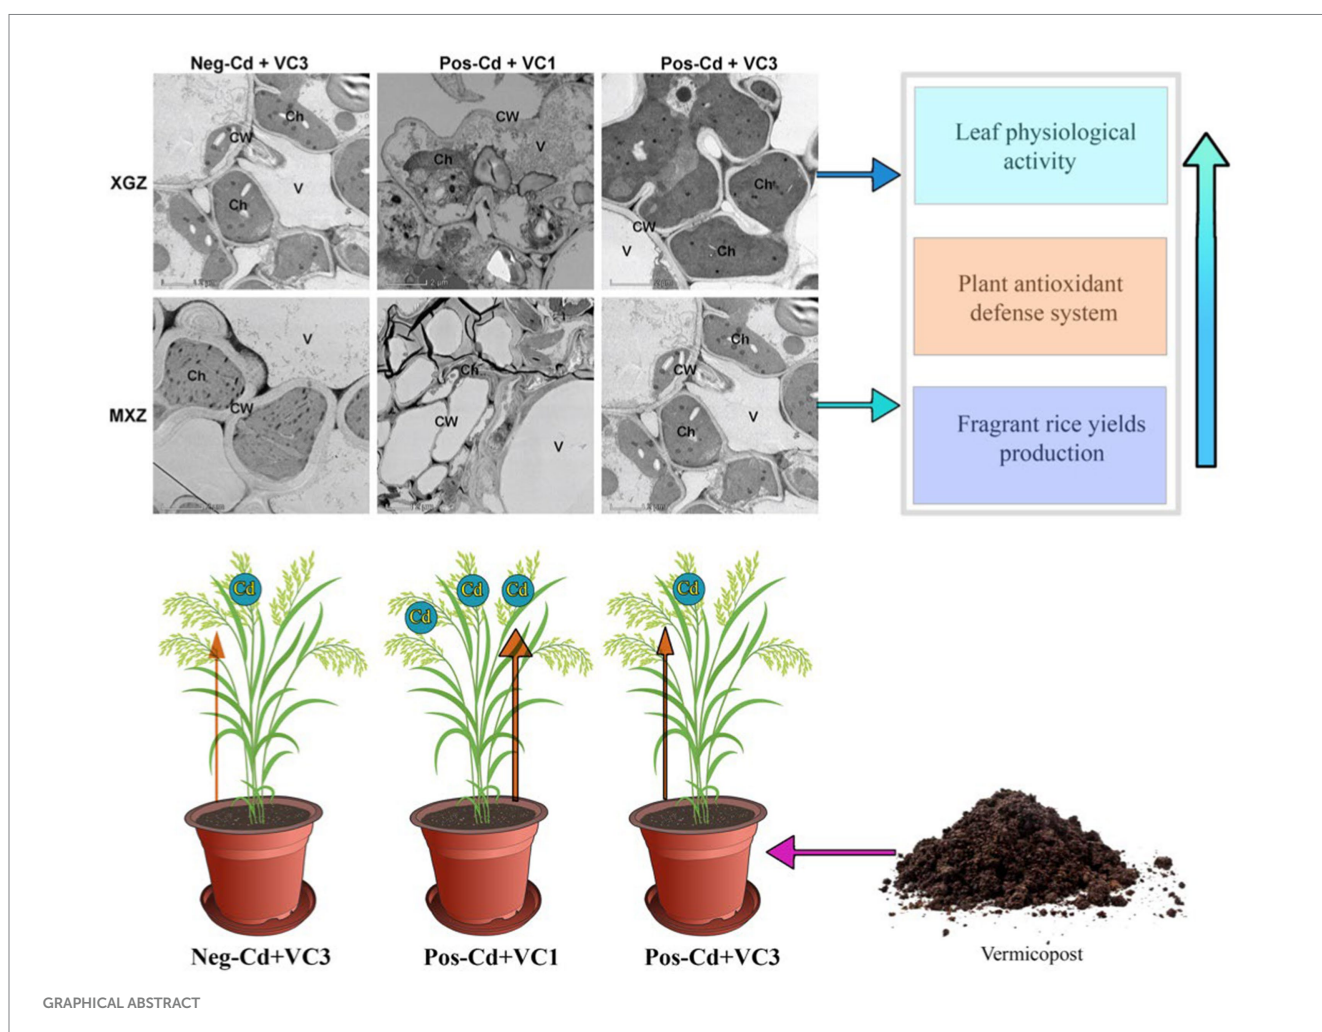 Neg-Cd + VC3
Pos-Cd + VC1
Pos-Cd + VC3
XGZ
Ch
CW
V
Ch
CW
V
Ch
2 μm
Ch
CW
V
Ch
Leaf physiological
activity
Plant antioxidant
defense system
Fragrant rice yields
production
MXZ
V
Ch
CW
Ch
CW
V
Ch
CW
V
Ch
Cd
Cd
Cd
Cd
Cd
Neg-Cd+VC3
Pos-Cd+VC1
Pos-Cd+VC3
Vermicopost
GRAPHICAL ABSTRACT